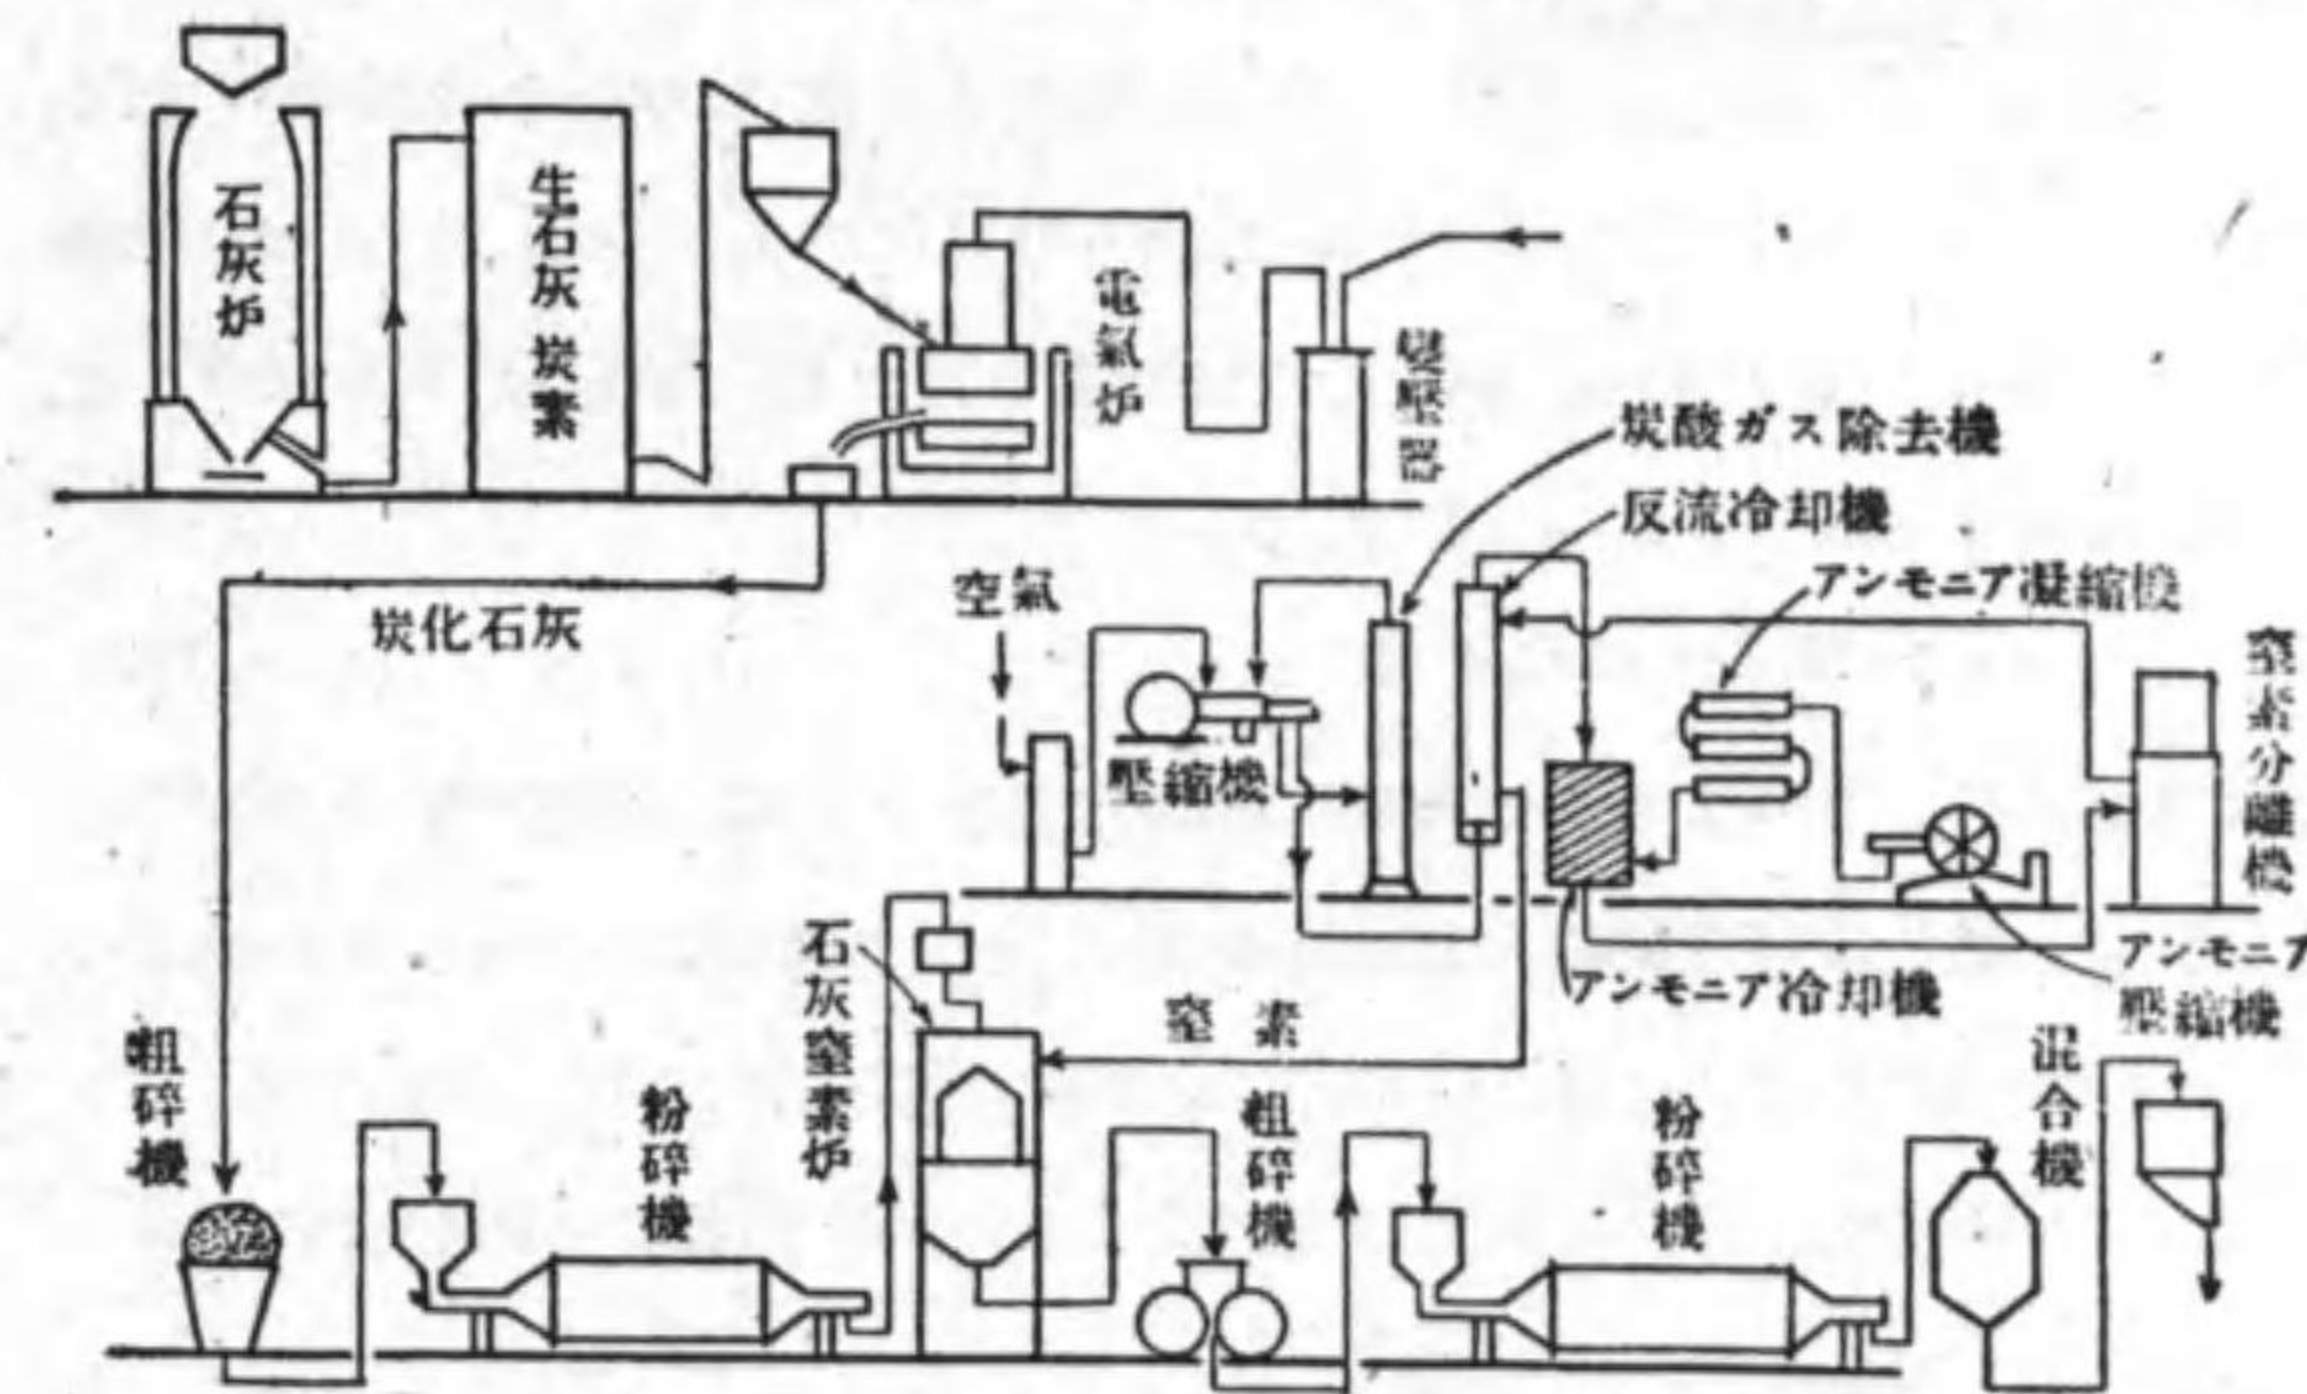 石灰炉
生石灰 炭素
電氣炉
變壓器
炭酸ガス除去機
反流冷却機
アンモニア凝縮機
炭化石灰
空氣
壓縮機
窒素分離機
アンモニア冷却機
アンモニア
壓縮機
窒素
石灰窒素炉
粗碎機
粉碎機
粗碎機
粉碎機
混合機